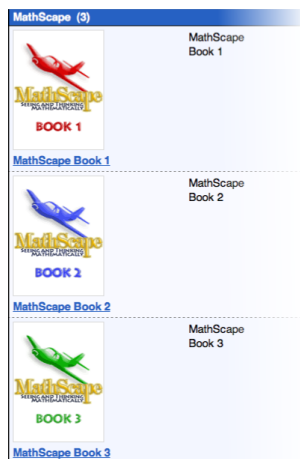 MathScape (3)
MathScape
Book 1
MathScape
SEEING AND THINKING
MATHEMATICALLY
BOOK 1
MathScape Book 1
MathScape
Book 2
MathScape
SEEING AND THINKING
MATHEMATICALLY
BOOK 2
MathScape Book 2
MathScape
Book 3
MathScape
SEEING AND THINKING
MATHEMATICALLY
BOOK 3
MathScape Book 3